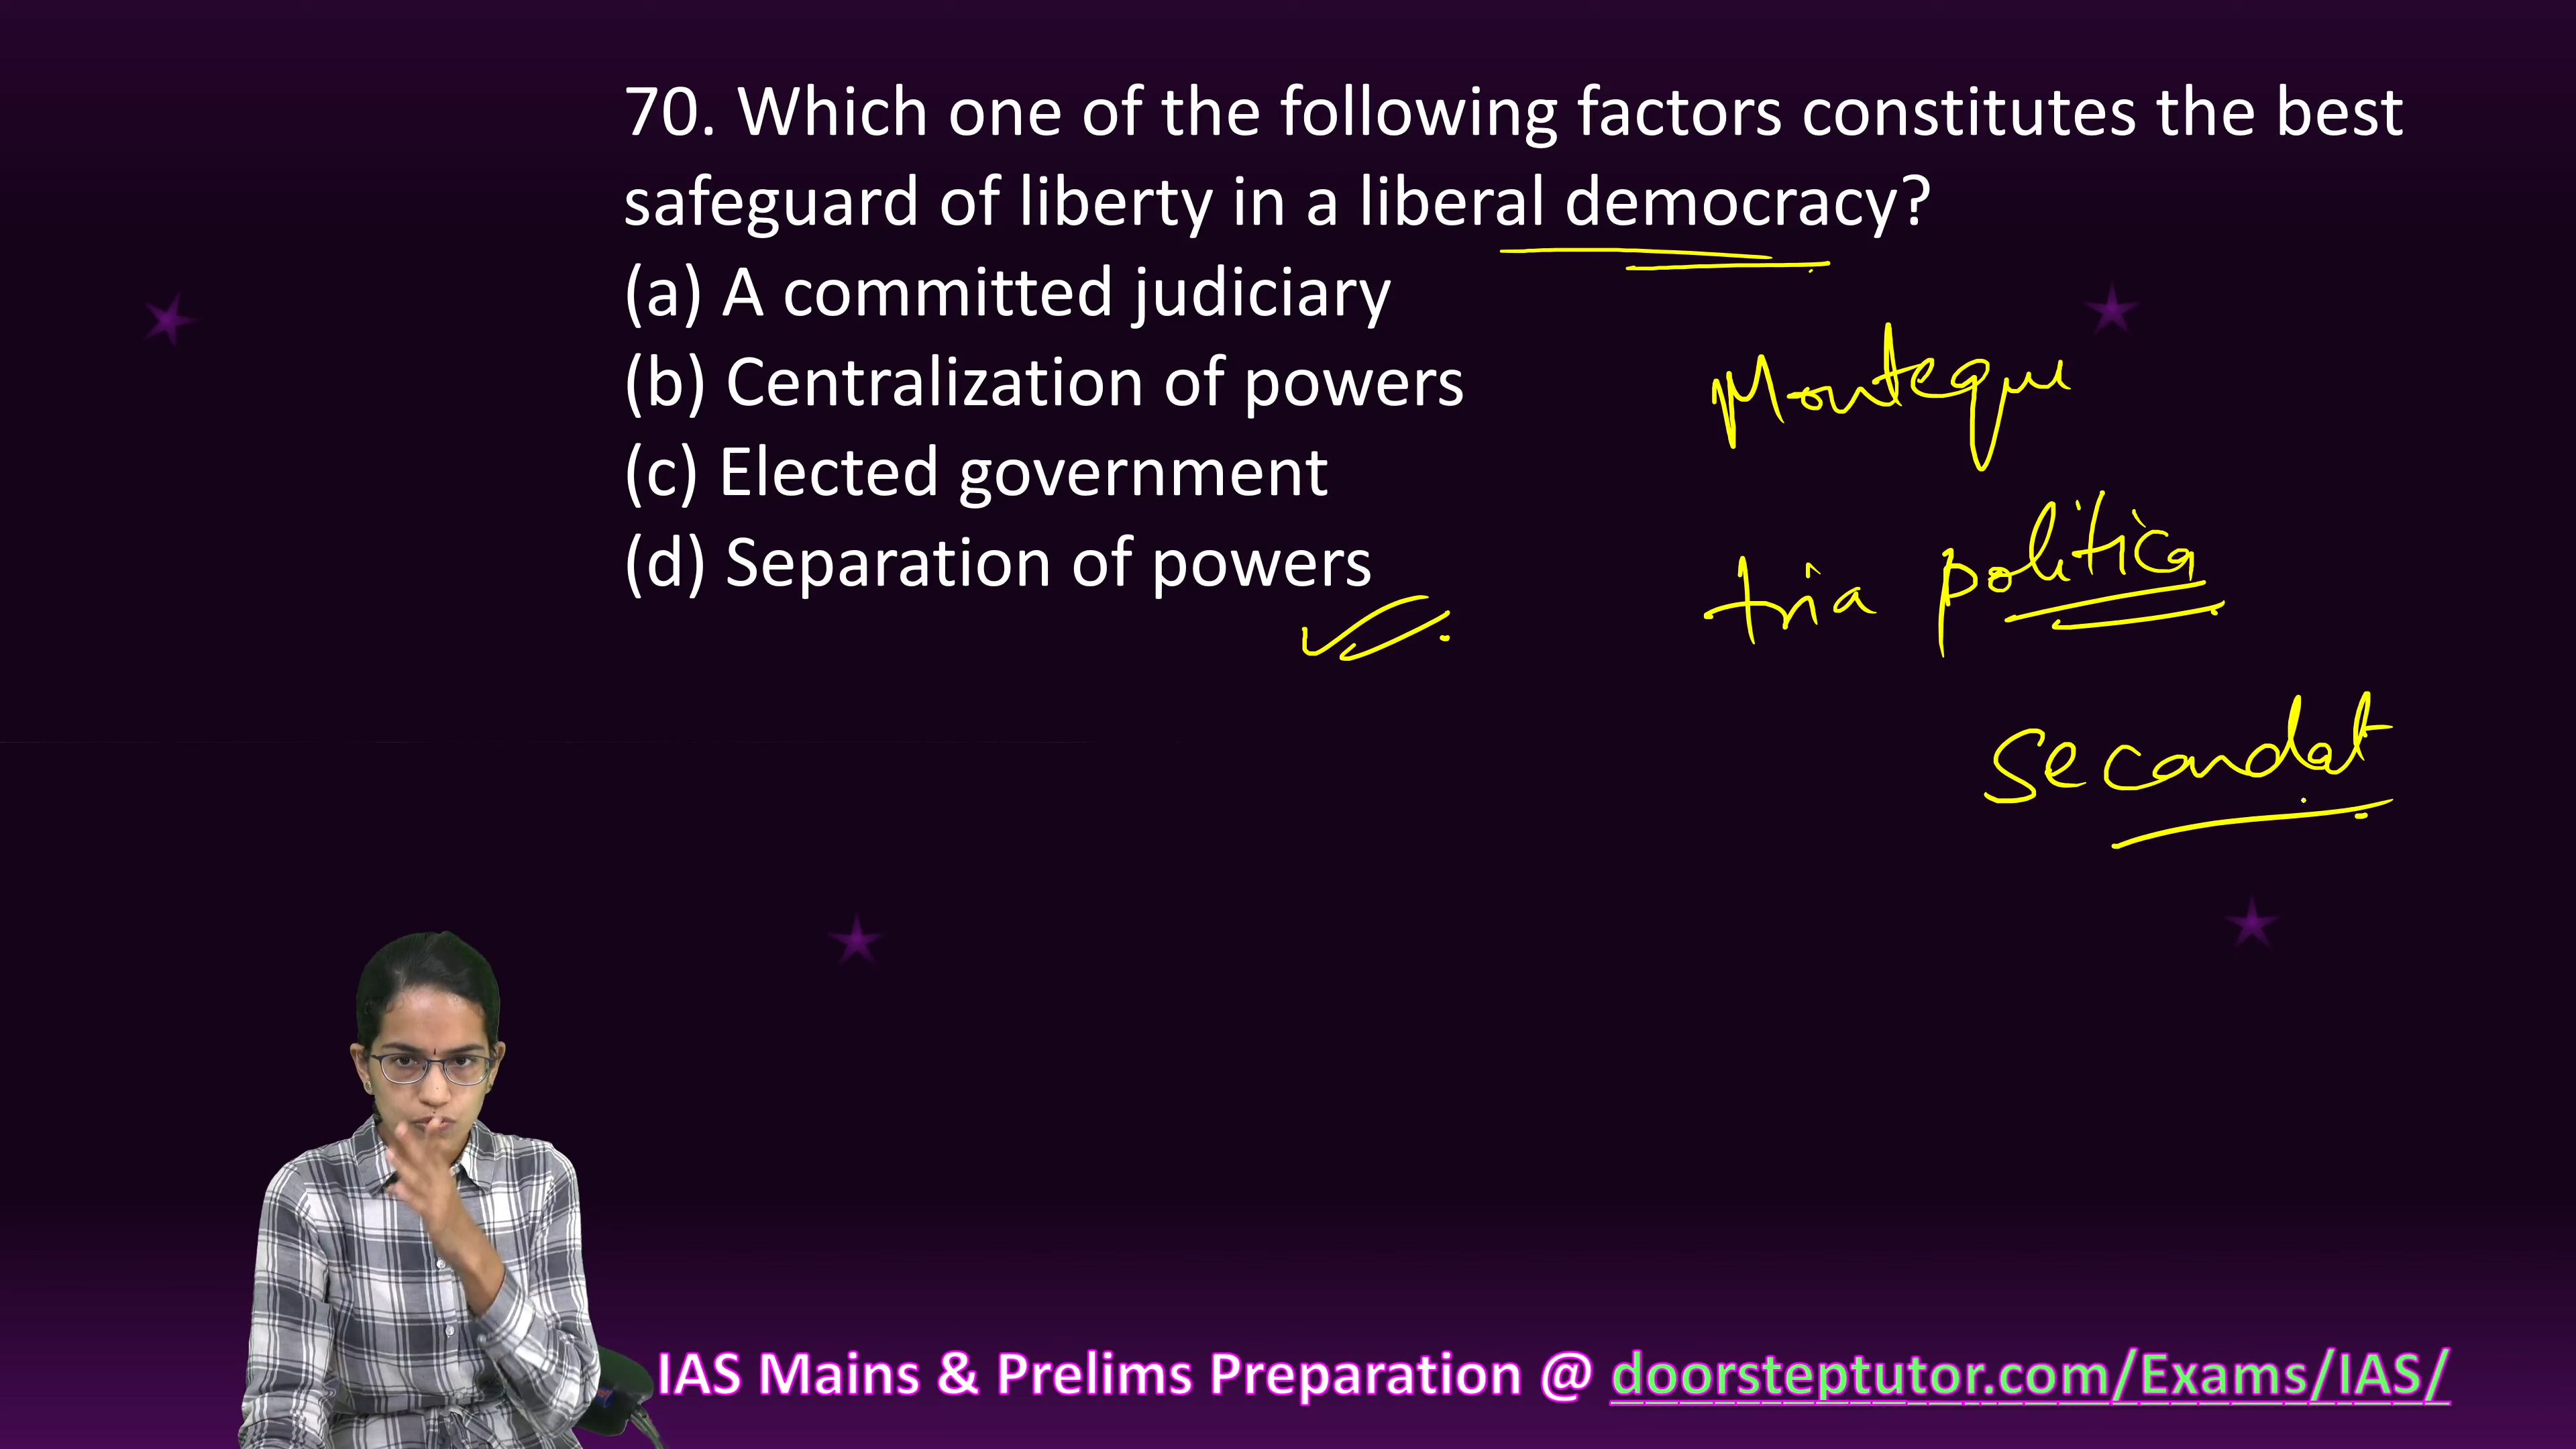 70. Which one of the following factors constitutes the best
safeguard of liberty in a liberal democracy?
(a) A committed judiciary
(b) Centralization of powers
(c) Elected government
(d) Separation of powers
Montequ
tria politica
Secondat
IAS Mains & Prelims Preparation @ doorsteptutor.com/Exams/IAS/